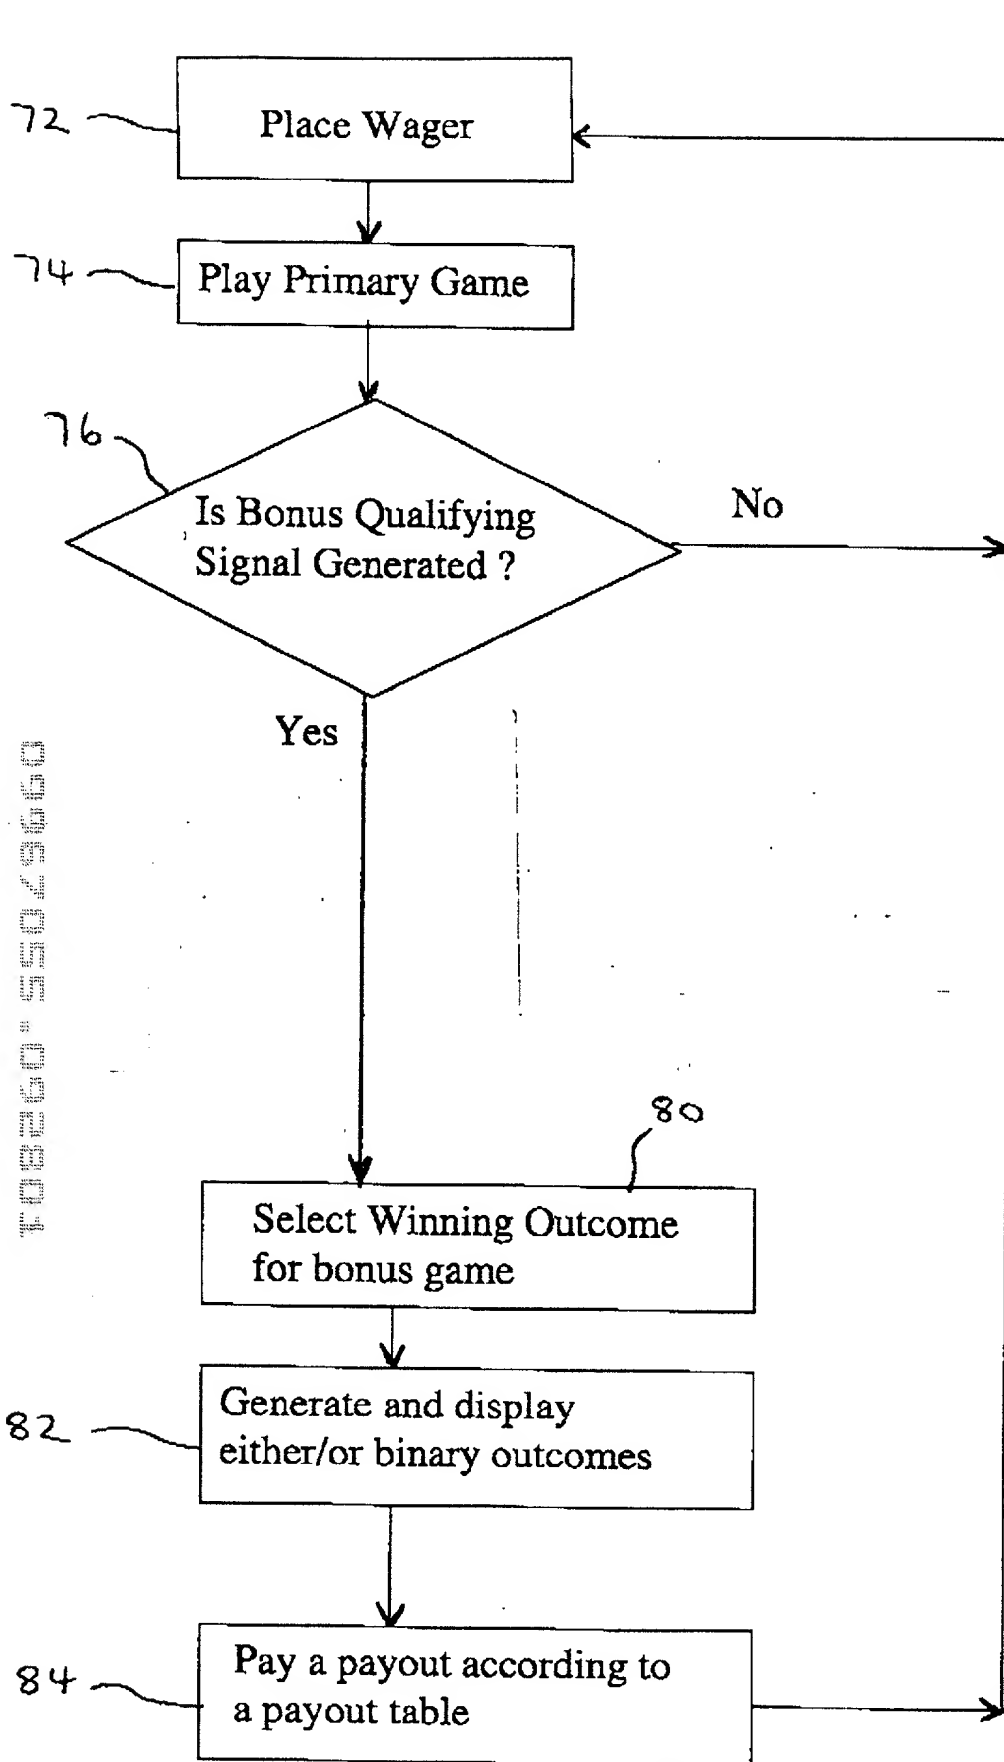 72
Place Wager
74
Play Primary Game
76
Is Bonus Qualifying
Signal Generated ?
No
Yes
80
Select Winning Outcome
for bonus game
82
Generate and display
either/or binary outcomes
84
Pay a payout according to
a payout table